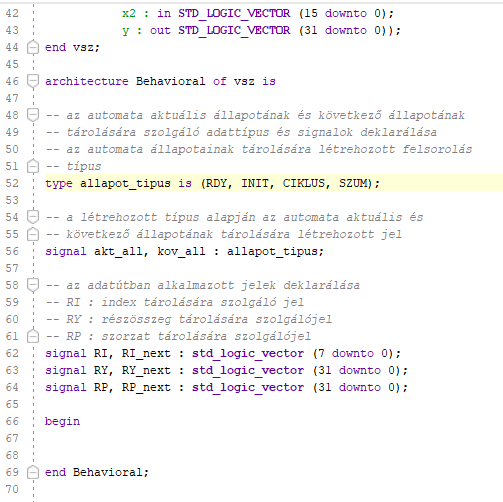 42 x2 : in STD_LOGIC_VECTOR (15 downto 0);
43 y : out STD_LOGIC_VECTOR (31 downto 0));
44 end vsz;
45
46 architecture Behavioral of vsz is
47
48 -- az automata aktuális állapotának és következő állapotának
49 -- tárolására szolgáló adattípus és signalok deklarálása
50 -- az automata állapotainak tárolására létrehozott felsorolás
51 -- típus
52 type allapot_tipus is (RDY, INIT, CIKLUS, SZUM);
53
54 -- a létrehozott típus alapján az automata aktuális és
55 -- következő állapotának tárolására létrehozott jel
56 signal akt_all, kov_all : allapot_tipus;
57
58 -- az adatútban alkalmazott jelek deklarálása
59 -- RI : index tárolására szolgáló jel
60 -- RY : részösszeg tárolására szolgálójel
61 -- RP : szorzat tárolására szolgálójel
62 signal RI, RI_next : std_logic_vector (7 downto 0);
63 signal RY, RY_next : std_logic_vector (31 downto 0);
64 signal RP, RP_next : std_logic_vector (31 downto 0);
65
66 begin
67
68
69 end Behavioral;
70